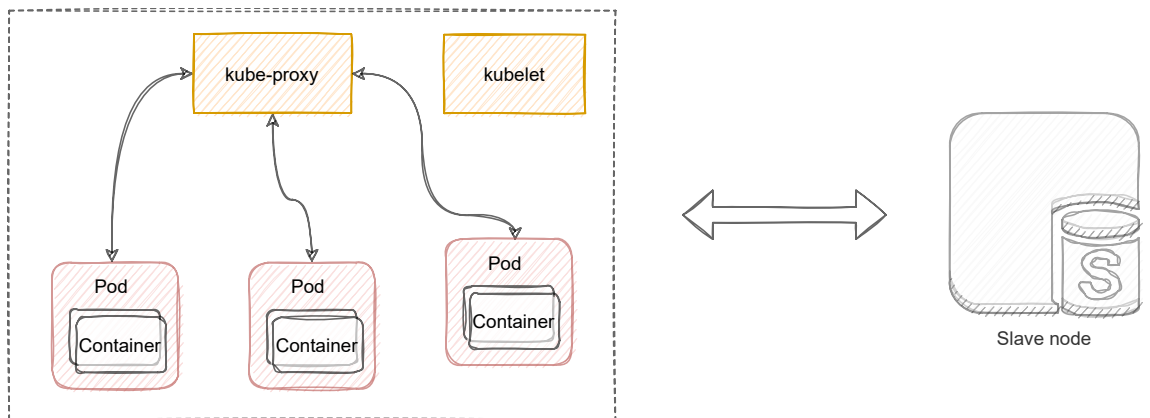 kube-proxy
kubelet
Pod
Container
Pod
Container
Pod
Container
S
Slave node